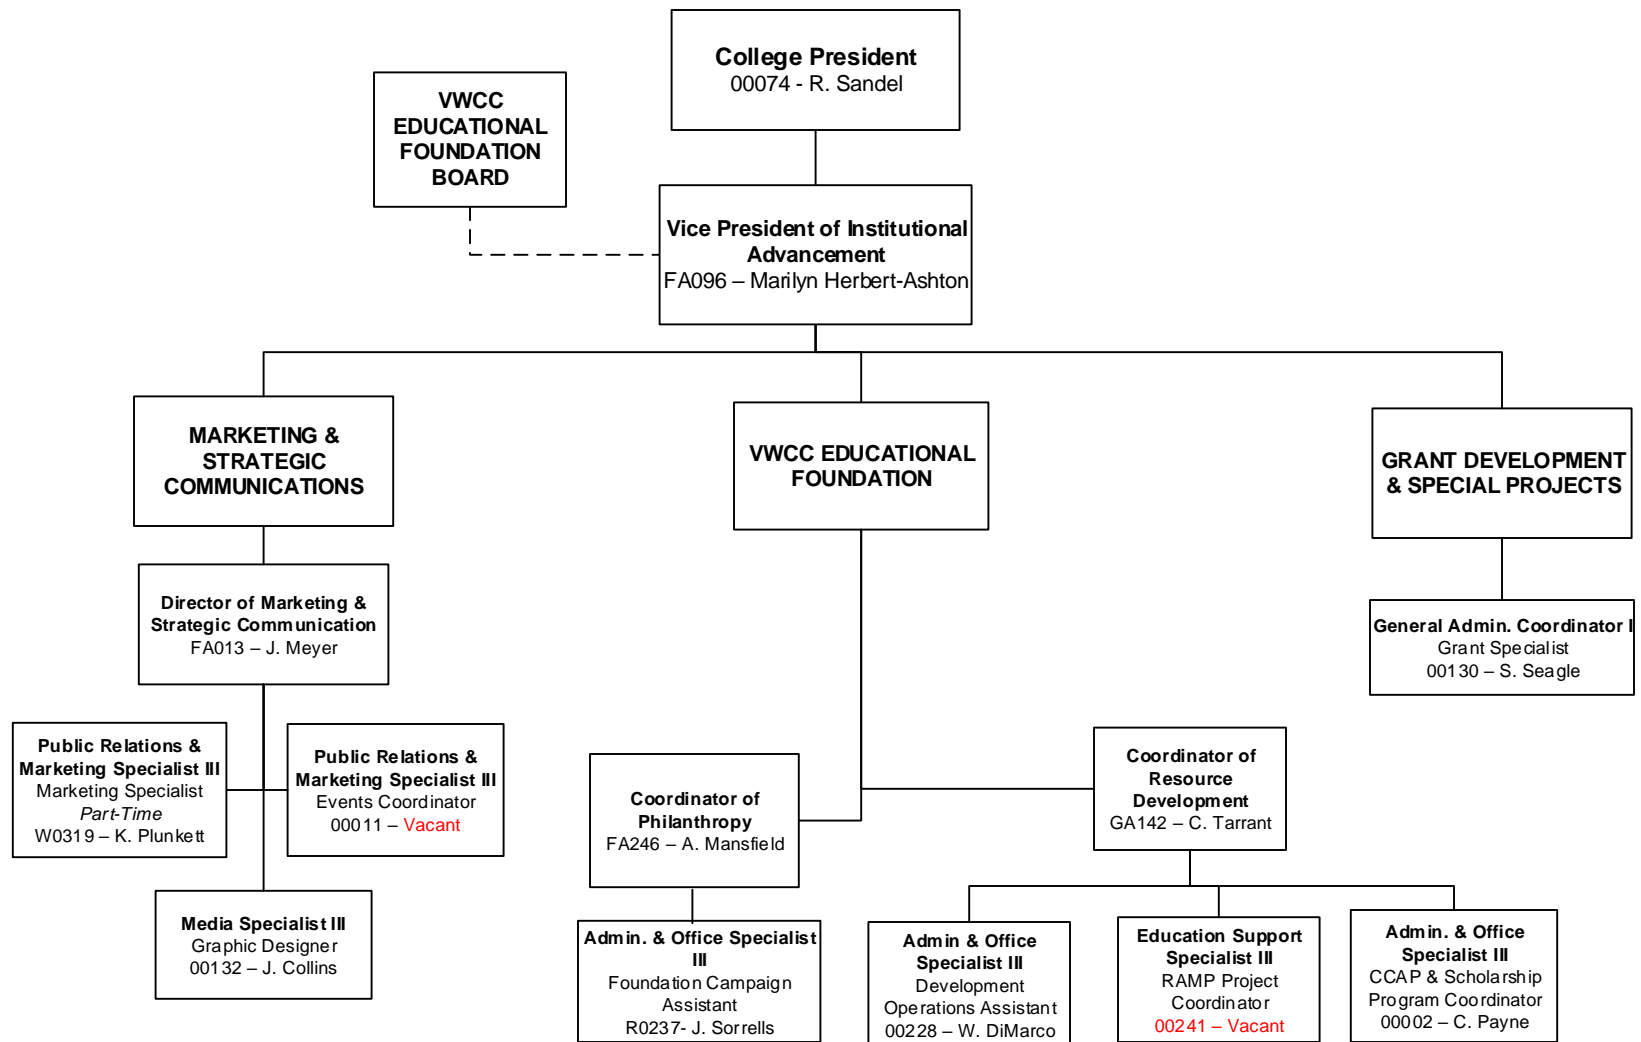 College President
00074 - R. Sandel
VWCC
EDUCATIONAL
FOUNDATION
BOARD
Vice President of Institutional
Advancement
FA096 – Marilyn Herbert-Ashton
MARKETING &
STRATEGIC
COMMUNICATIONS
VWCC EDUCATIONAL
FOUNDATION
GRANT DEVELOPMENT
& SPECIAL PROJECTS
Director of Marketing &
Strategic Communication
FA013 – J. Meyer
General Admin. Coordinator I
Grant Specialist
00130 – S. Seagle
Public Relations &
Marketing Specialist III
Marketing Specialist
Part-Time
W0319 – K. Plunkett
Public Relations &
Marketing Specialist III
Events Coordinator
00011 – Vacant
Media Specialist III
Graphic Designer
00132 – J. Collins
Coordinator of
Philanthropy
FA246 – A. Mansfield
Coordinator of
Resource
Development
GA142 – C. Tarrant
Admin. & Office Specialist
III
Foundation Campaign
Assistant
R0237- J. Sorrells
Admin & Office
Specialist III
Development
Operations Assistant
00228 – W. DiMarco
Education Support
Specialist III
RAMP Project
Coordinator
00241 – Vacant
Admin. & Office
Specialist III
CCAP & Scholarship
Program Coordinator
00002 – C. Payne